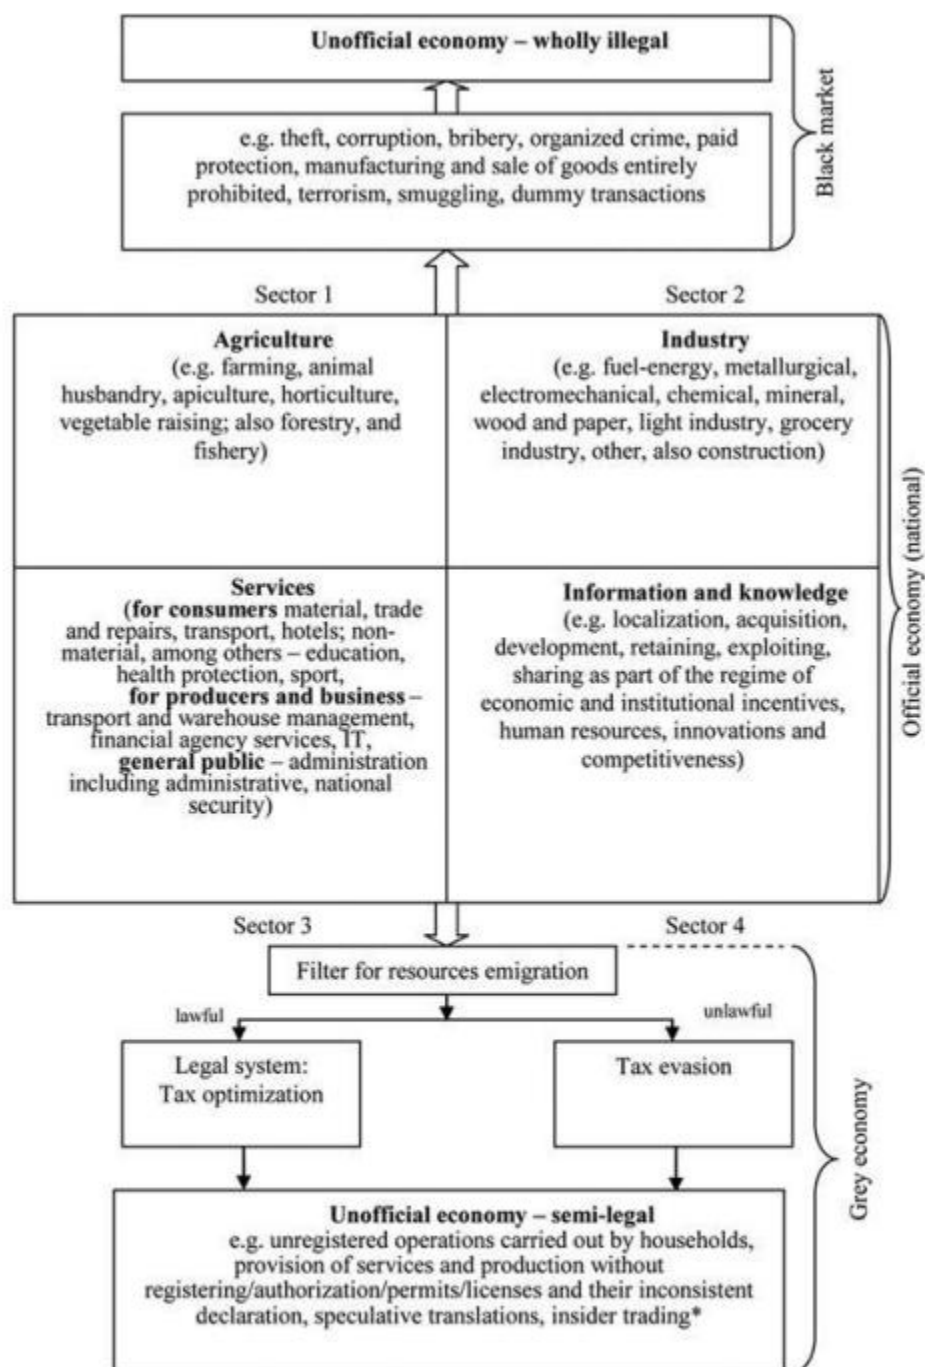 Unofficial economy – wholly illegal
e.g. theft, corruption, bribery, organized crime, paid
protection, manufacturing and sale of goods entirely
prohibited, terrorism, smuggling, dummy transactions
Black market
Sector 1
Sector 2
Agriculture
(e.g. farming, animal
husbandry, apiculture, horticulture,
vegetable raising; also forestry, and
fishery)
Industry
(e.g. fuel-energy, metallurgical,
electromechanical, chemical, mineral,
wood and paper, light industry, grocery
industry, other, also construction)
Services
(for consumers material, trade
and repairs, transport, hotels; non-
material, among others – education,
health protection, sport,
for producers and business –
transport and warehouse management,
financial agency services, IT,
general public – administration
including administrative, national
security)
Information and knowledge
(e.g. localization, acquisition,
development, retaining, exploiting,
sharing as part of the regime of
economic and institutional incentives,
human resources, innovations and
competitiveness)
Official economy (national)
Sector 3
Sector 4
Filter for resources emigration
lawful
unlawful
Legal system:
Tax optimization
Tax evasion
Unofficial economy – semi-legal
e.g. unregistered operations carried out by households,
provision of services and production without
registering/authorization/permits/licenses and their inconsistent
declaration, speculative translations, insider trading*
Grey economy